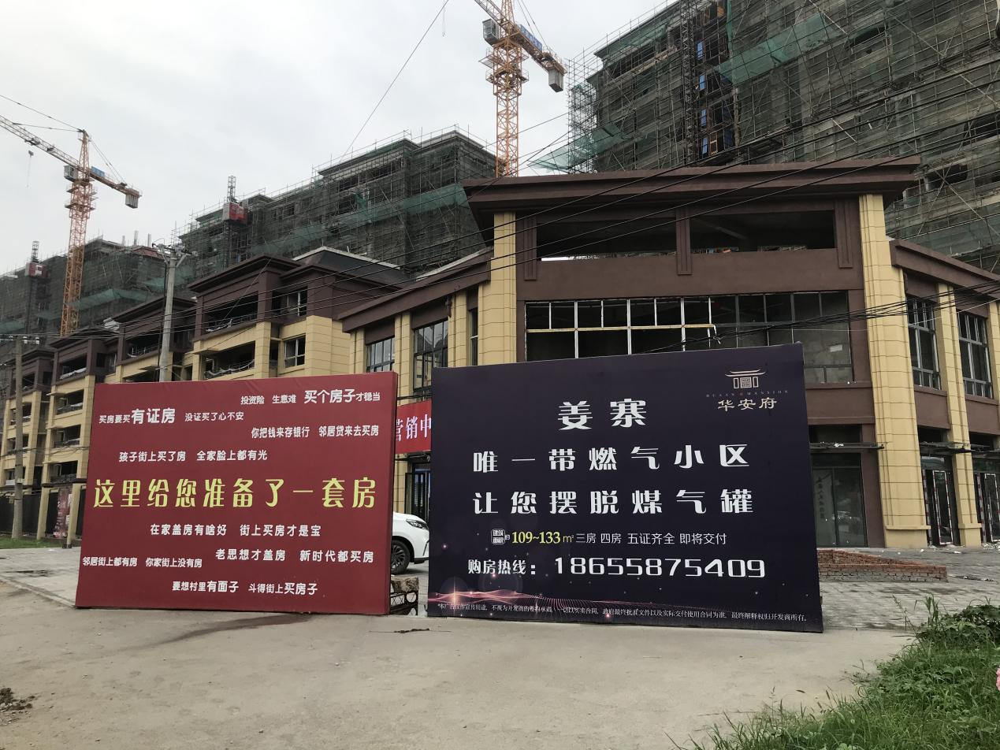 投资险 生意难 买个房子才稳当
买房要买有证房 没证买了心不安
你把钱来存银行 邻居贷来去买房
孩子街上买了房 全家脸上都有光
这里给您准备了一套房
在家盖房有啥好 街上买房才是宝
老思想才盖房 新时代都买房
邻居街上都有房 你家街上没有房
要想村里有面子 斗得街上买房子
营销中
HUAAN MANSION
华安府
姜寨
唯一带燃气小区
让您摆脱煤气罐
建筑面积约109~133㎡三房 四房 五证齐全 即将交付
购房热线：18655875409
*本广告仅作宣传用途，不视为开发商的要约承诺，一切以买卖合同，政府最终批准文件以及实际交付使用合同为准，最终解释权归开发商所有。